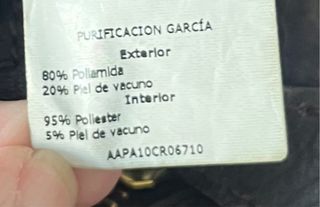 PURIFICACION GARCÍA
Exterior
80% Poliamida
20% Piel de vacuno
Interior
95% Poliester
5% Piel de vacuno
AAPA10CR06710